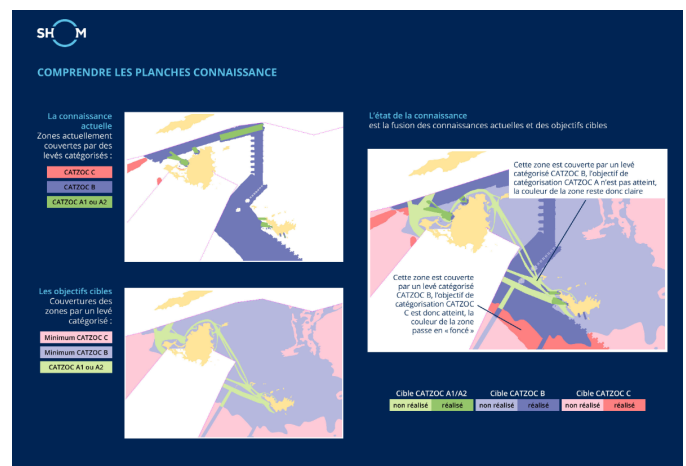 SHOM
COMPRENDRE LES PLANCHES CONNAISSANCE
La connaissance
actuelle
Zones actuellement
couvertes par des
levés catégorisés :
CATZOC C
CATZOC B
CATZOC A1 ou A2
Les objectifs cibles
Couvertures des
zones par un levé
catégorisé :
Minimum CATZOC C
Minimum CATZOC B
CATZOC A1 ou A2
L'état de la connaissance
est la fusion des connaissances actuelles et des objectifs cibles
Cette zone est couverte par un levé
catégorisé CATZOC B, l'objectif de
catégorisation CATZOC A n'est pas atteint,
la couleur de la zone reste donc claire
Cette zone est couverte
par un levé catégorisé
CATZOC B, l'objectif de
catégorisation CATZOC
C est donc atteint, la
couleur de la zone
passe en « foncé »
Cible CATZOC A1/A2 Cible CATZOC B Cible CATZOC C
non réalisé réalisé non réalisé réalisé non réalisé réalisé